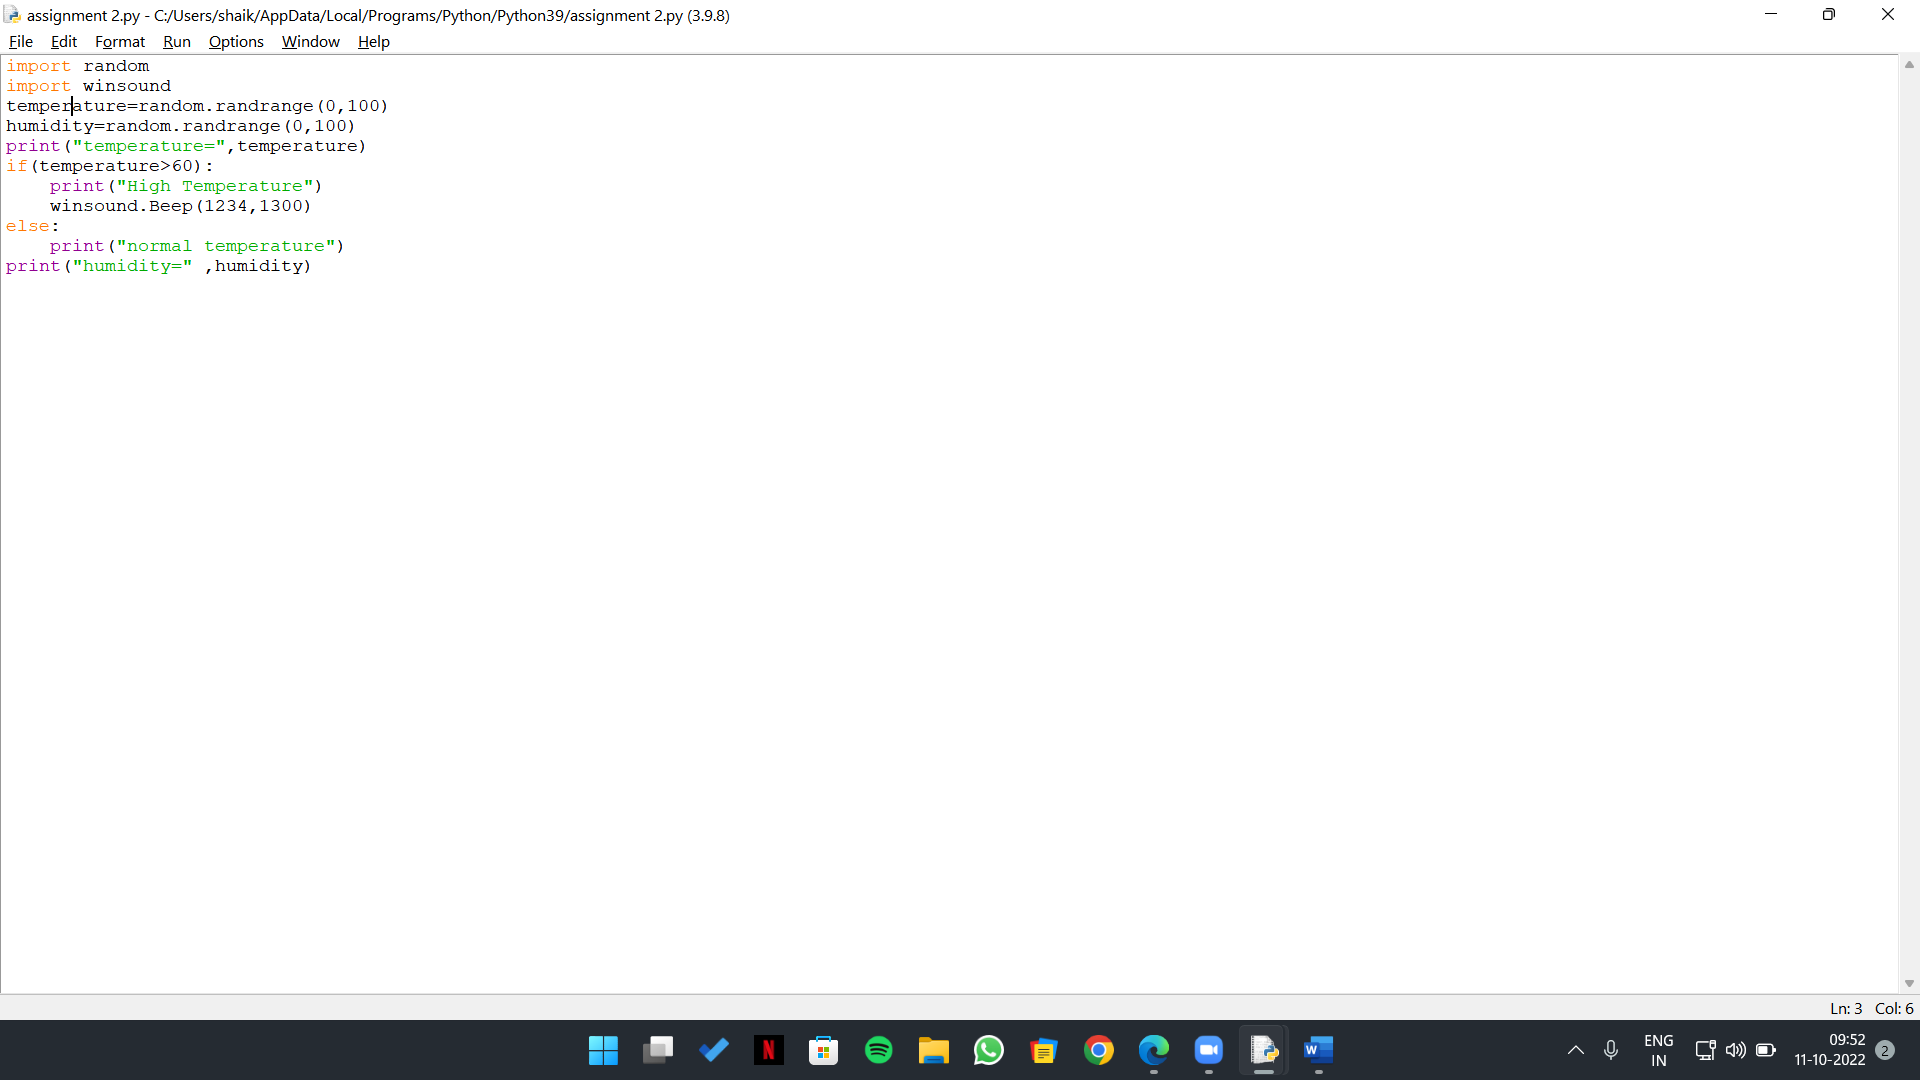 assignment 2.py - C:/Users/shaik/AppData/Local/Programs/Python/Python39/assignment 2.py (3.9.8)
File Edit Format Run Options Window Help
import random
import winsound
temperature=random.randrange(0,100)
humidity=random.randrange(0,100)
print("temperature=",temperature)
if(temperature>60):
    print("High Temperature")
    winsound.Beep(1234,1300)
else:
    print("normal temperature")
print("humidity=" ,humidity)
Ln: 3 Col: 6
N
W
ENG
IN
09:52
11-10-2022
2